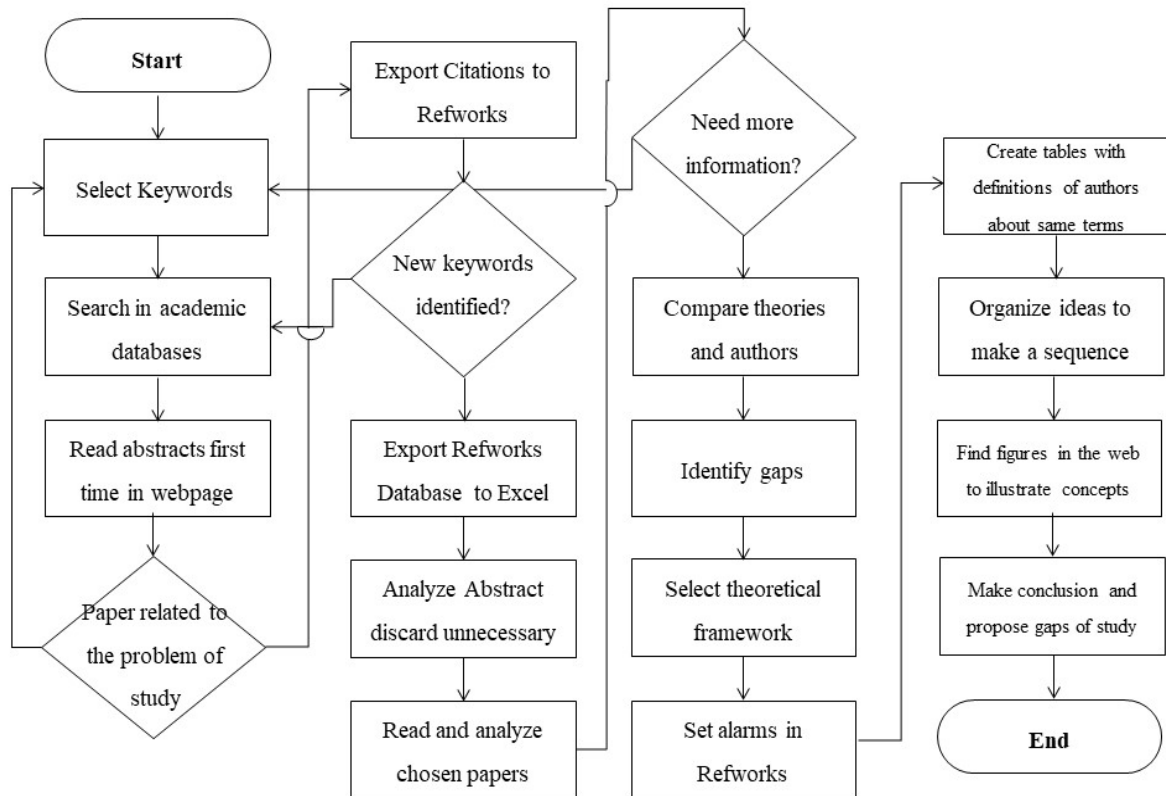 Start
Select Keywords
Search in academic
databases
Read abstracts first
time in webpage
Paper related to
the problem of
study
Export Citations to
Refworks
New keywords
identified?
Export Refworks
Database to Excel
Analyze Abstract
discard unnecessary
Read and analyze
chosen papers
Need more
information?
Compare theories
and authors
Identify gaps
Select theoretical
framework
Set alarms in
Refworks
Create tables with
definitions of authors
about same terms
Organize ideas to
make a sequence
Find figures in the web
to illustrate concepts
Make conclusion and
propose gaps of study
End